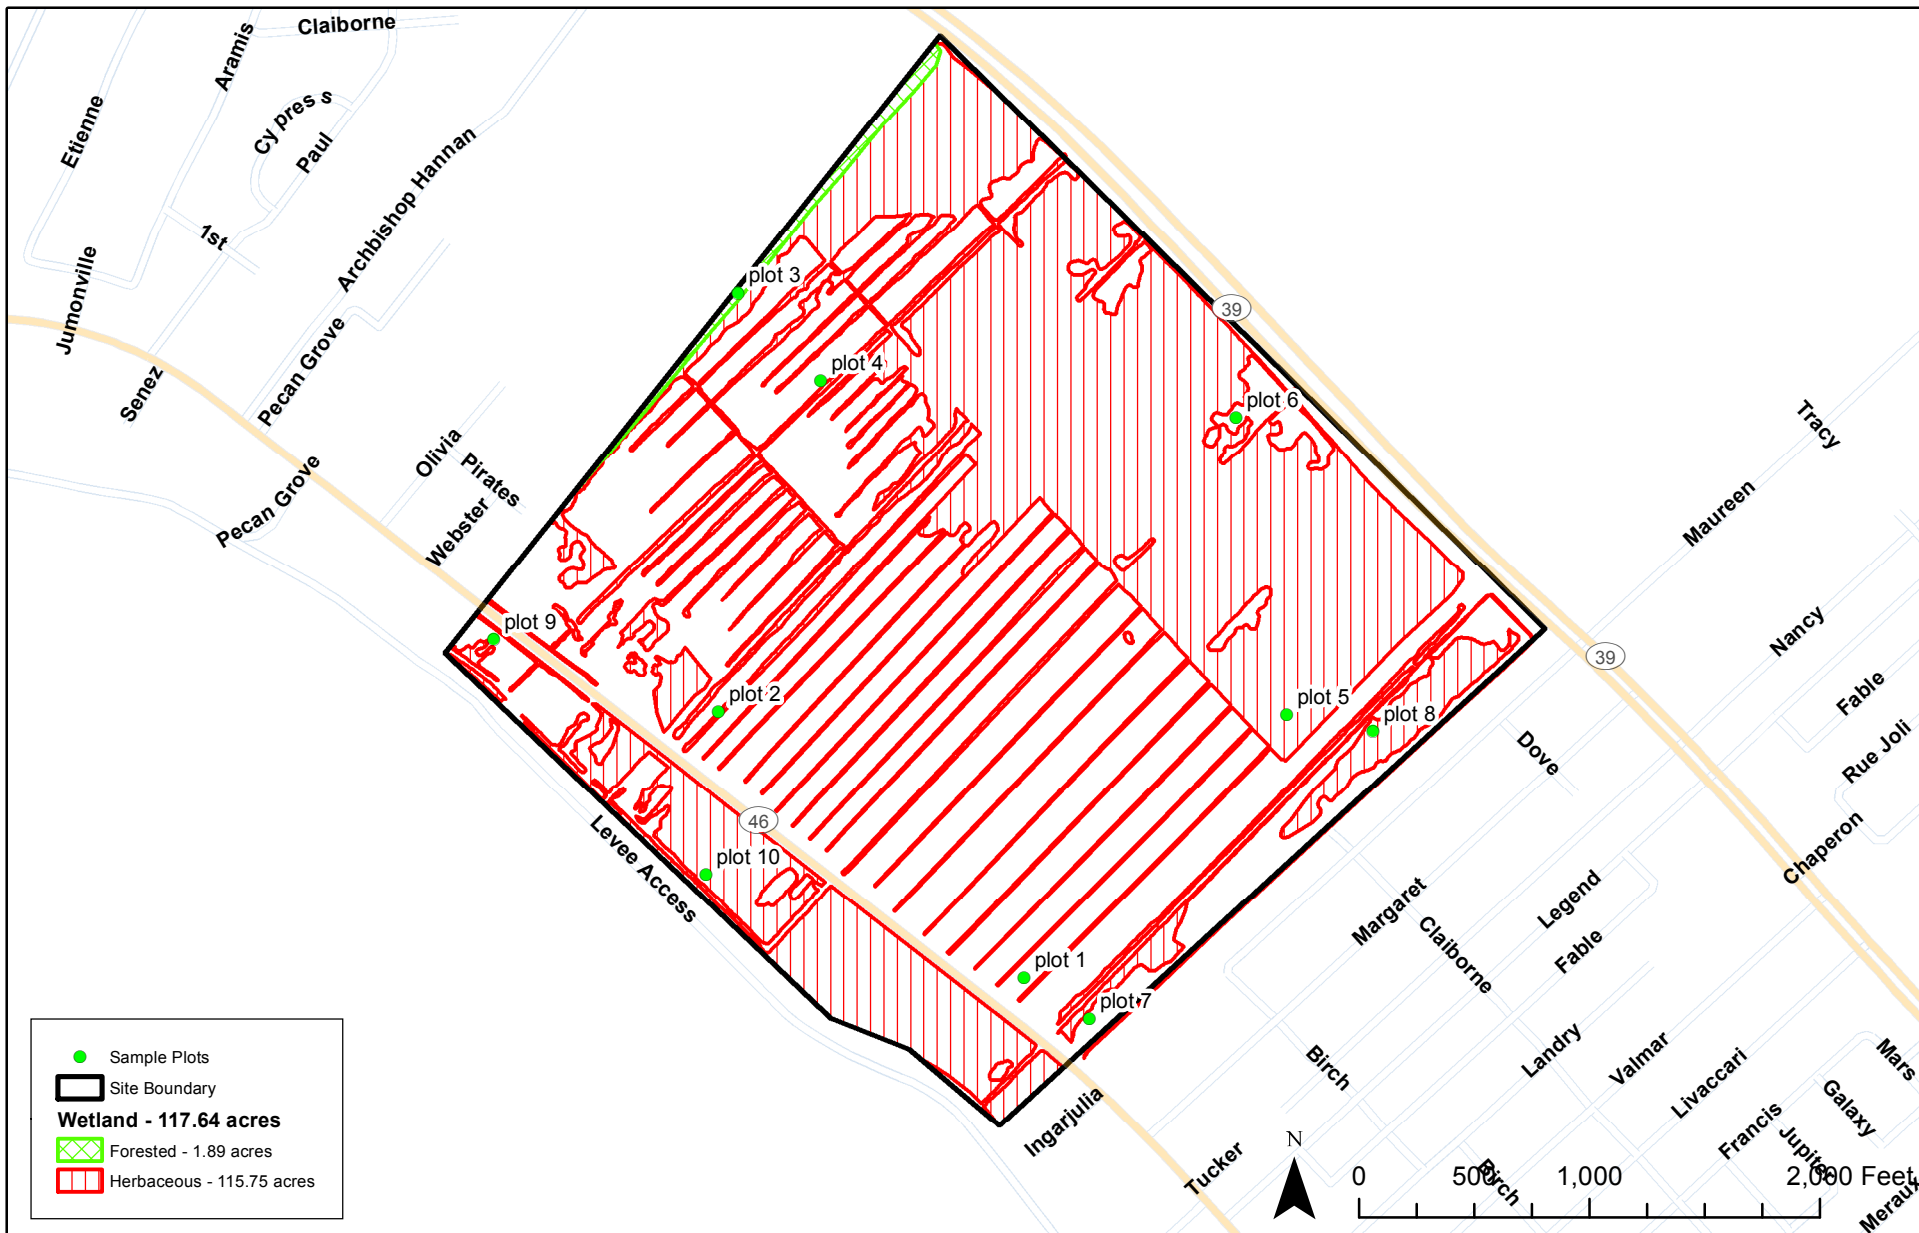 Claiborne
Aramis
Etienne
Cy pres s
Paul
Archbishop Hannan
1st
Jumonville
Senez
Pecan Grove
Olivia
Pirates
Webster
Pecan Grove
plot 3
plot 4
39
plot 6
Tracy
Maureen
Nancy
39
Fable
Rue Joli
plot 9
plot 2
plot 5
plot 8
Dove
46
Levee Access
plot 10
Chaperon
Margaret
Legend
Claiborne
Fable
plot 1
plot 7
Birch
Landry
Valmar
Livaccari
Mars
Galaxy
Francis
Jupiter
Ingarjulia
Tucker
Birch
Meraux
N
0 500 1,000 2,000 Feet
Sample Plots
Site Boundary
Wetland - 117.64 acres
Forested - 1.89 acres
Herbaceous - 115.75 acres